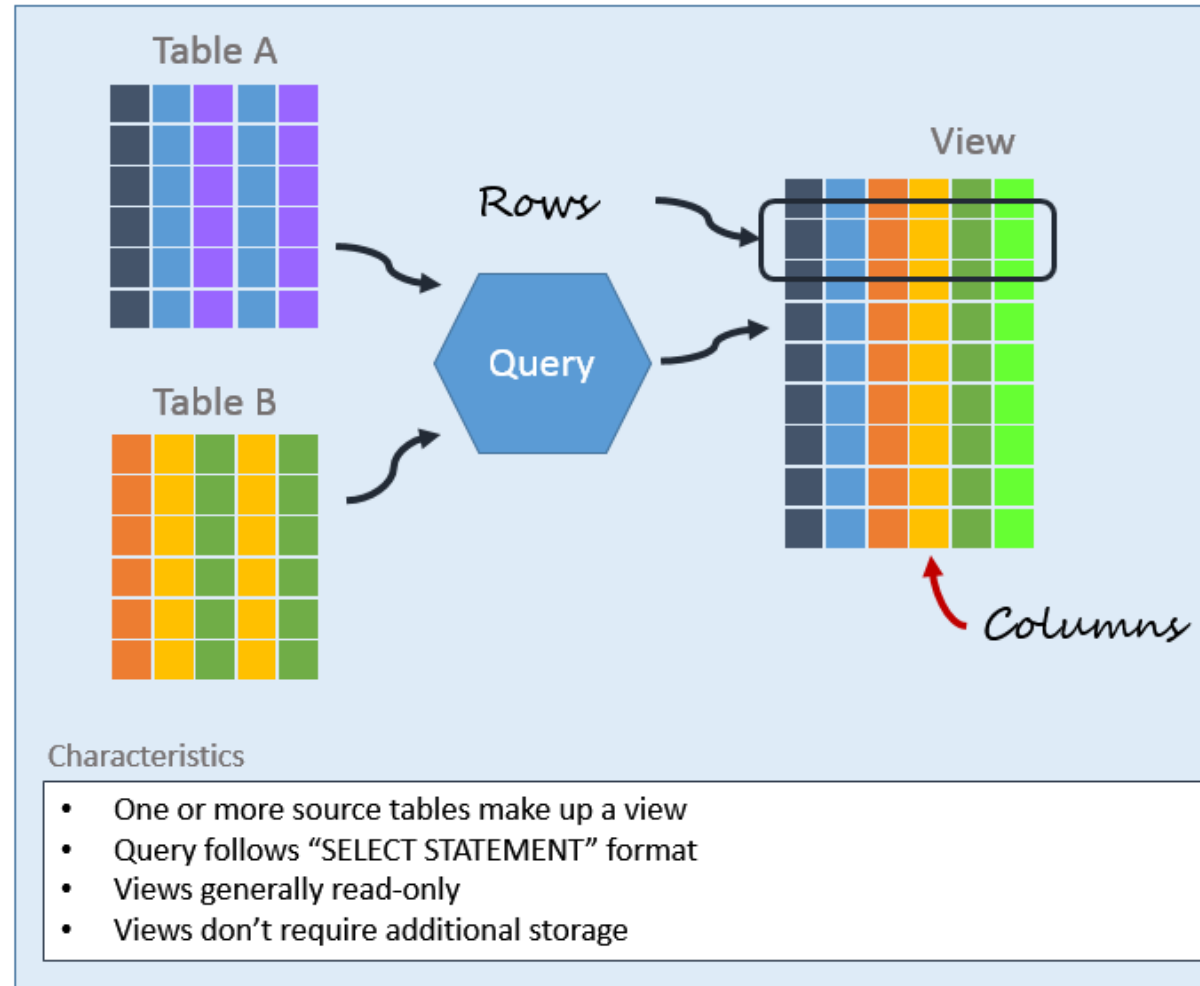 Table A
View
Rows
Query
Table B
Columns
Characteristics
• One or more source tables make up a view
• Query follows “SELECT STATEMENT” format
• Views generally read-only
• Views don’t require additional storage